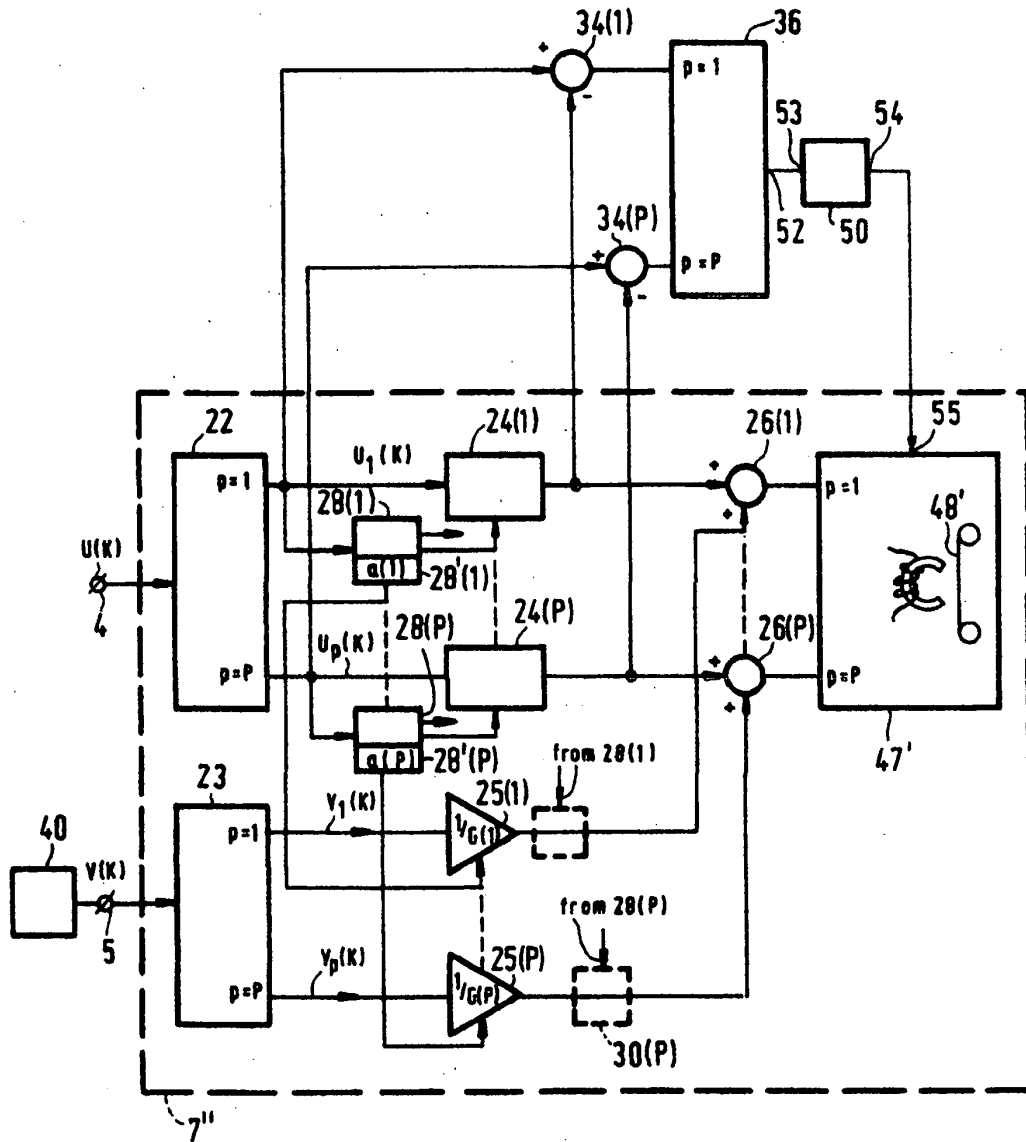 34(1)
36
+
p=1
-
53
54
34(P)
52
50
+
p=P
-
22
24(1)
26(1)
55
p=1
U₁(K)
+
p=1
28(1)
+
48'
U(K)
a(1)
28'(1)
4
28(P)
24(P)
26(P)
p=P
Uₚ(K)
+
p=P
+
a(P)
28'(P)
from 28(1)
47'
23
25(1)
V₁(K)
p=1
1/G(1
40
V(K)
from 28(P)
5
Vₚ(K)
25(P)
p=P
1/G(P)
30(P)
7"